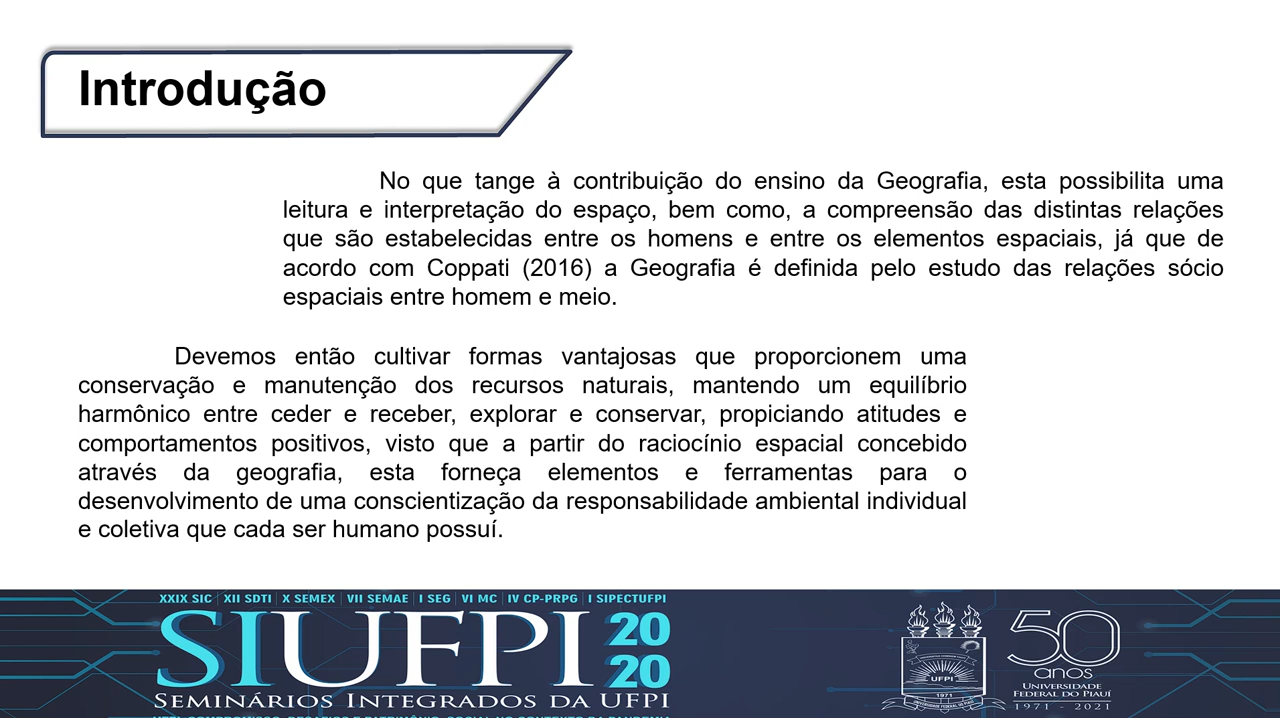 Introdução
No que tange à contribuição do ensino da Geografia, esta possibilita uma
leitura e interpretação do espaço, bem como, a compreensão das distintas relações
que são estabelecidas entre os homens e entre os elementos espaciais, já que de
acordo com Coppati (2016) a Geografia é definida pelo estudo das relações sócio
espaciais entre homem e meio.
Devemos então cultivar formas vantajosas que proporcionem uma
conservação e manutenção dos recursos naturais, mantendo um equilíbrio
harmônico entre ceder e receber, explorar e conservar, propiciando atitudes e
comportamentos positivos, visto que a partir do raciocínio espacial concebido
através da geografia, esta forneça elementos e ferramentas para o
desenvolvimento de uma conscientização da responsabilidade ambiental individual
e coletiva que cada ser humano possuí.
XXIX SIC | XII SDTI | X SEMEX | VII SEMAE | I SEG | VI MC | IV CP-PRPG | I SIPECTUFPI
SIUFPI 2020
SEMINÁRIOS INTEGRADOS DA UFPI
UFPI
1971
50
anos
UNIVERSIDADE
FEDERAL DO PIAUÍ
1971 - 2021